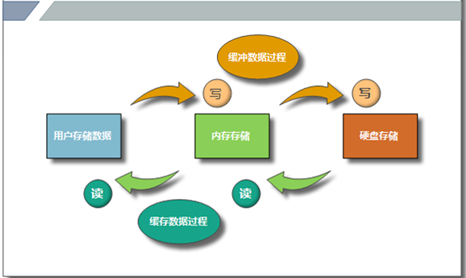 缓冲数据过程
写
写
用户存储数据
内存存储
硬盘存储
读
读
缓存数据过程